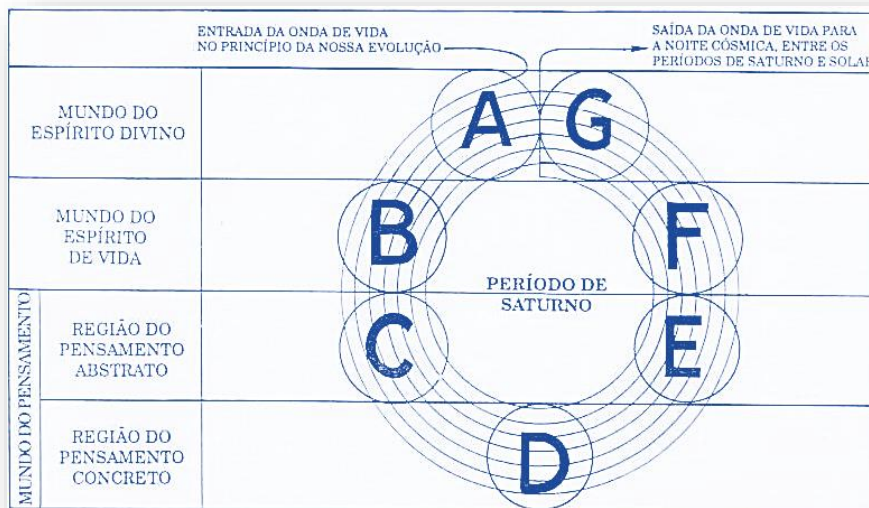 ENTRADA DA ONDA DE VIDA
NO PRINCÍPIO DA NOSSA EVOLUÇÃO
SAÍDA DA ONDA DE VIDA PARA
A NOITE CÓSMICA, ENTRE OS
PERÍODOS DE SATURNO E SOLAR
MUNDO DO
ESPÍRITO DIVINO
A
G
MUNDO DO
ESPÍRITO
DE VIDA
B
F
PERÍODO DE
SATURNO
MUNDO DO PENSAMENTO
REGIÃO DO
PENSAMENTO
ABSTRATO
C
E
REGIÃO DO
PENSAMENTO
CONCRETO
D